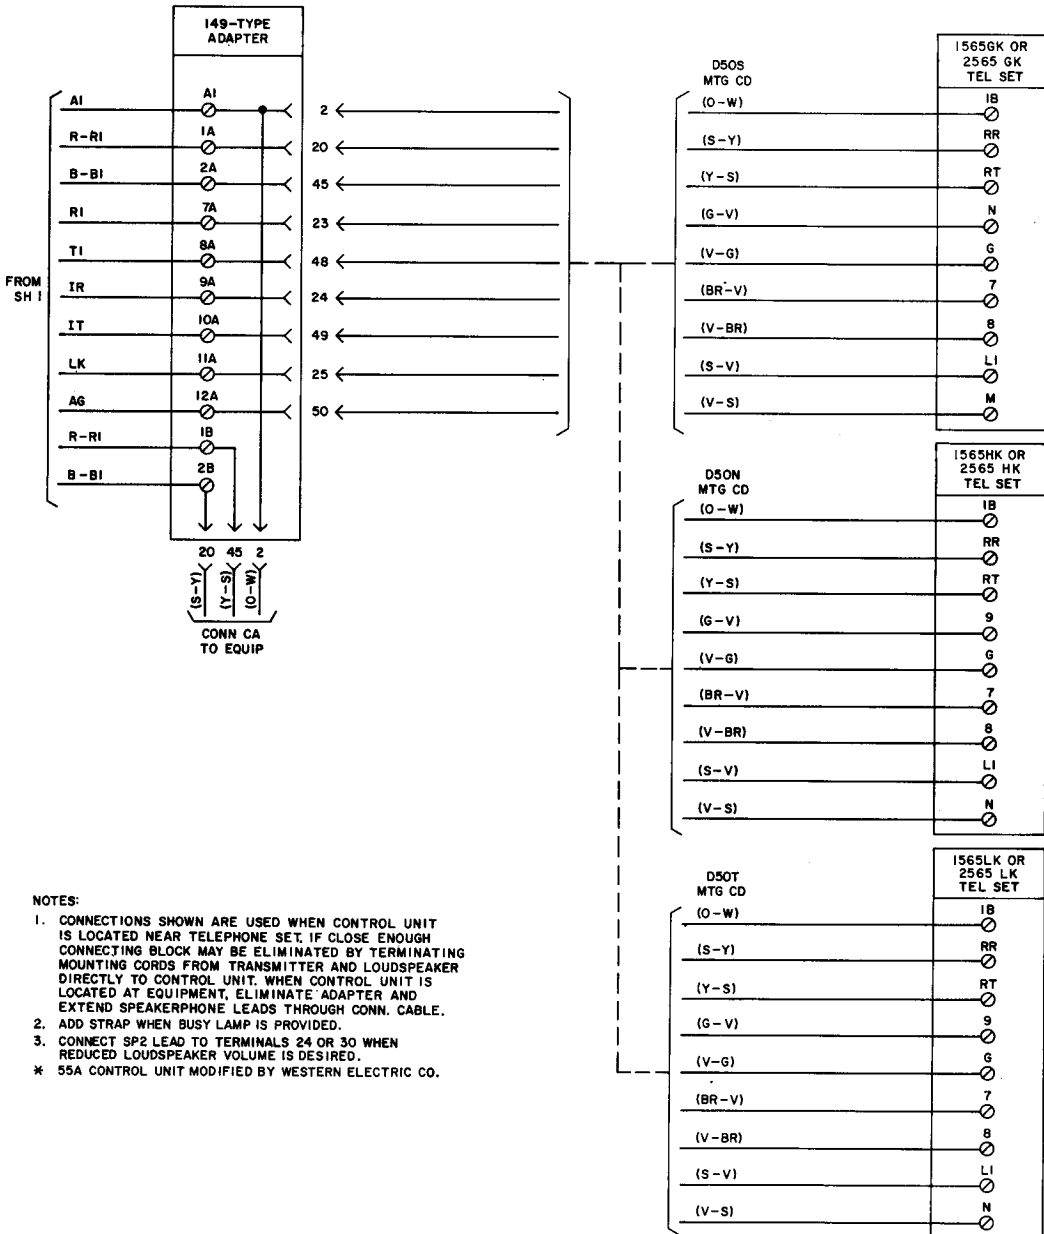 149-TYPE
ADAPTER
FROM
SH 1
A1 A1 2
R-R1 1A 20
B-B1 2A 45
R1 7A 23
T1 8A 48
1R 9A 24
1T 10A 49
LK 11A 25
AG 12A 50
R-R1 1B
B-B1 2B
20 45 2
(S-Y) (Y-S) (O-W)
CONN CA
TO EQUIP
D50S
MTG CD
1565GK OR
2565 GK
TEL SET
(O-W) 1B
(S-Y) RR
(Y-S) RT
(G-V) N
(V-G) G
(BR-V) 7
(V-BR) 8
(S-V) L1
(V-S) M
D50N
MTG CD
1565HK OR
2565 HK
TEL SET
(O-W) 1B
(S-Y) RR
(Y-S) RT
(G-V) 9
(V-G) G
(BR-V) 7
(V-BR) 8
(S-V) L1
(V-S) N
D50T
MTG CD
1565LK OR
2565 LK
TEL SET
(O-W) 1B
(S-Y) RR
(Y-S) RT
(G-V) 9
(V-G) G
(BR-V) 7
(V-BR) 8
(S-V) L1
(V-S) N
NOTES:
1. CONNECTIONS SHOWN ARE USED WHEN CONTROL UNIT
IS LOCATED NEAR TELEPHONE SET. IF CLOSE ENOUGH
CONNECTING BLOCK MAY BE ELIMINATED BY TERMINATING
MOUNTING CORDS FROM TRANSMITTER AND LOUDSPEAKER
DIRECTLY TO CONTROL UNIT. WHEN CONTROL UNIT IS
LOCATED AT EQUIPMENT, ELIMINATE ADAPTER AND
EXTEND SPEAKERPHONE LEADS THROUGH CONN. CABLE.
2. ADD STRAP WHEN BUSY LAMP IS PROVIDED.
3. CONNECT SP2 LEAD TO TERMINALS 24 OR 30 WHEN
REDUCED LOUDSPEAKER VOLUME IS DESIRED.
* 55A CONTROL UNIT MODIFIED BY WESTERN ELECTRIC CO.